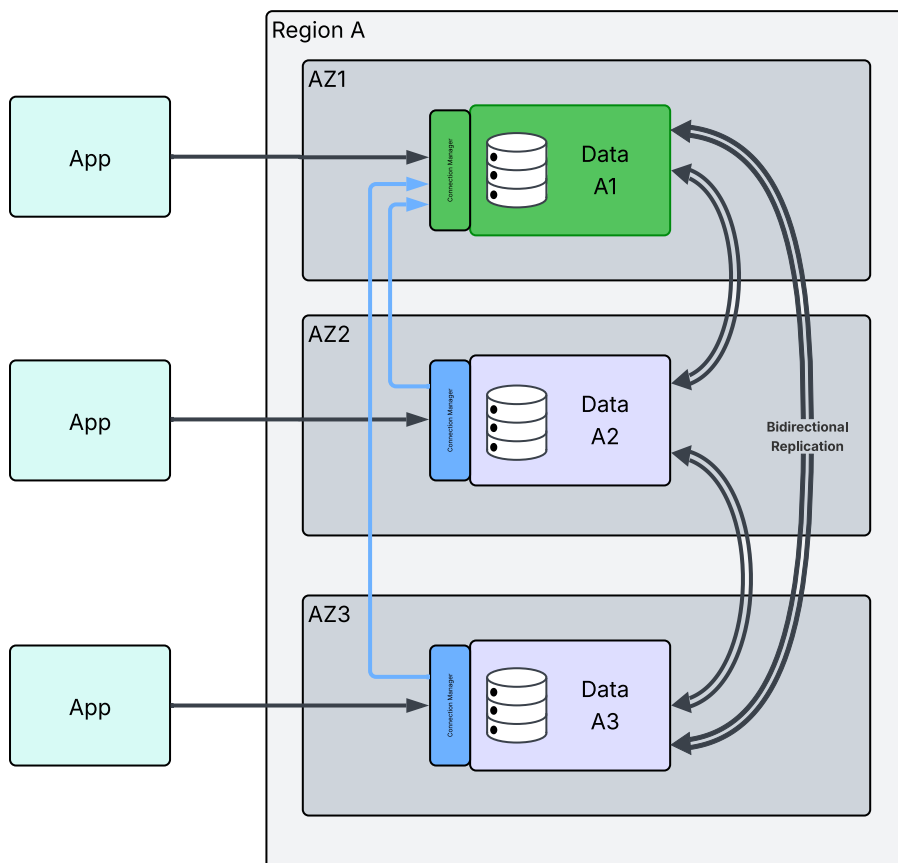 Region A
AZ1
App
Connection Manager
Data
A1
AZ2
App
Connection Manager
Data
A2
Bidirectional
Replication
AZ3
App
Connection Manager
Data
A3